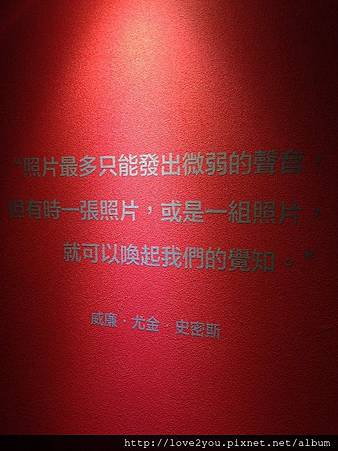 “照片最多只能發出微弱的聲音，
但有時一張照片，或是一組照片，
就可以喚起我們的覺知。”
威廉·尤金·史密斯
http://love2you.pixnet.net/album